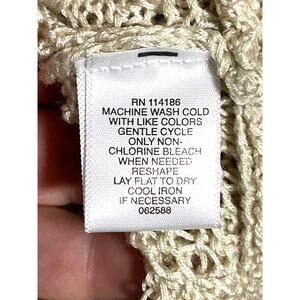 RN 114186
MACHINE WASH COLD
WITH LIKE COLORS
GENTLE CYCLE
ONLY NON-
CHLORINE BLEACH
WHEN NEEDED
RESHAPE
LAY FLAT TO DRY
COOL IRON
IF NECESSARY
062588